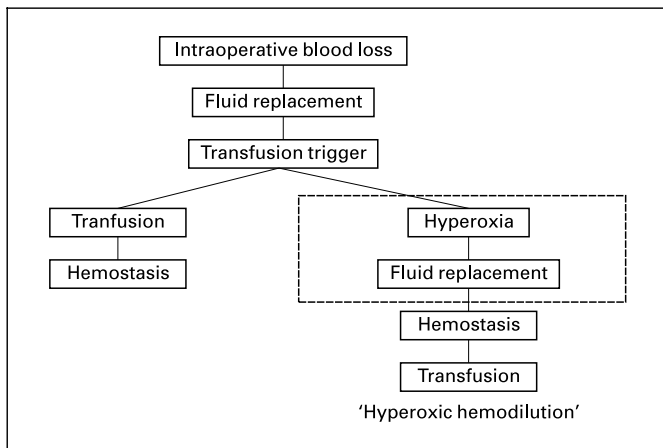 Intraoperative blood loss
Fluid replacement
Transfusion trigger
Tranfusion
Hemostasis
Hyperoxia
Fluid replacement
Hemostasis
Transfusion
‘Hyperoxic hemodilution’